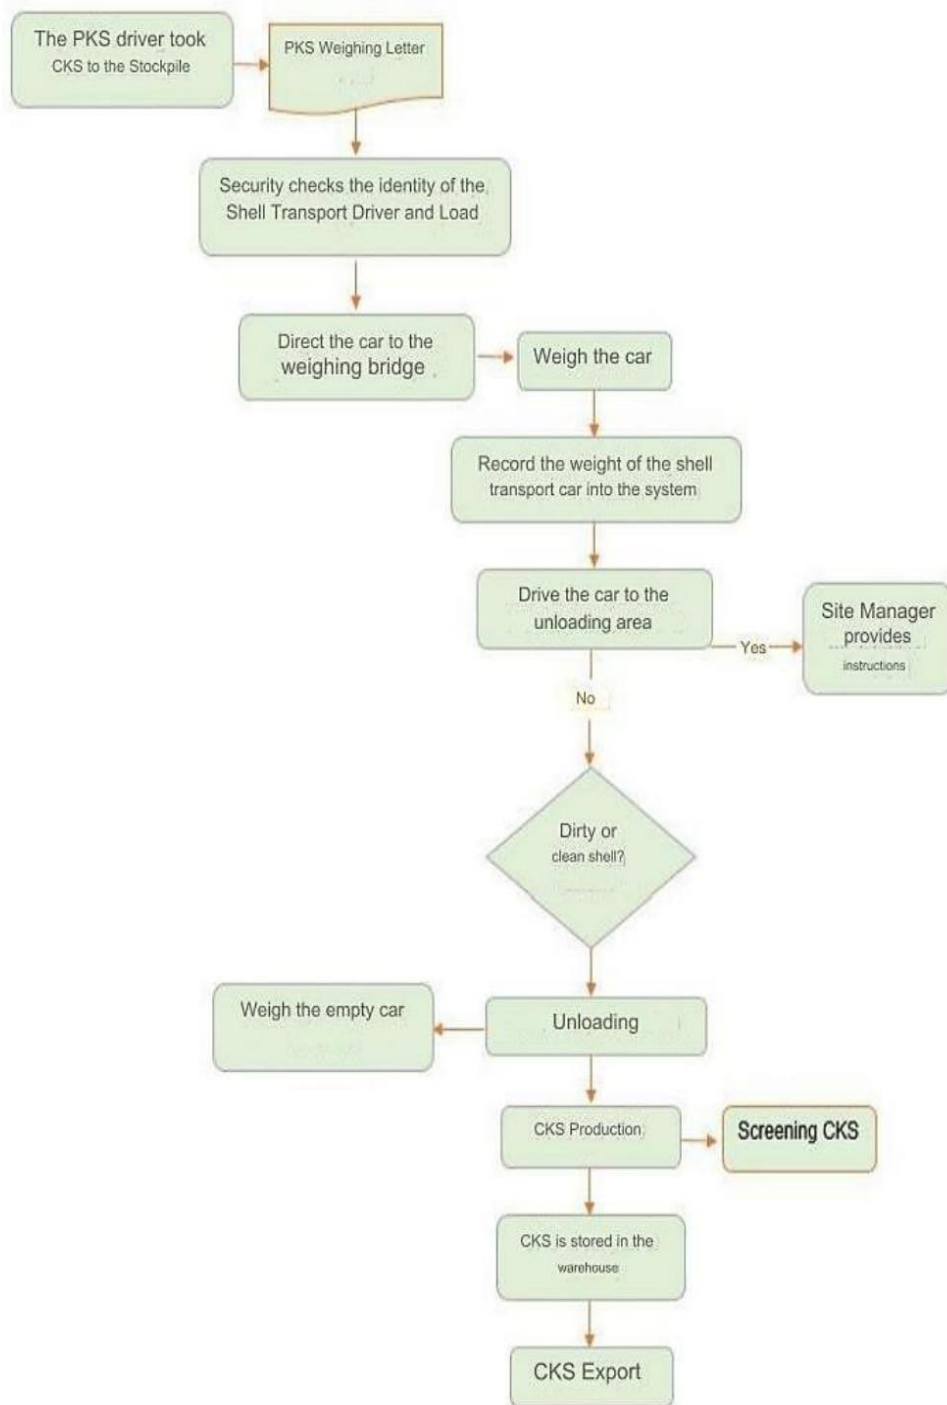 The PKS driver took
CKS to the Stockpile
PKS Weighing Letter
Security checks the identity of the
Shell Transport Driver and Load
Direct the car to the
weighing bridge
Weigh the car
Record the weight of the shell
transport car into the system
Drive the car to the
unloading area
Yes
Site Manager
provides
instructions
No
Dirty or
clean shell?
Unloading
Weigh the empty car
CKS Production
Screening CKS
CKS is stored in the
warehouse
CKS Export